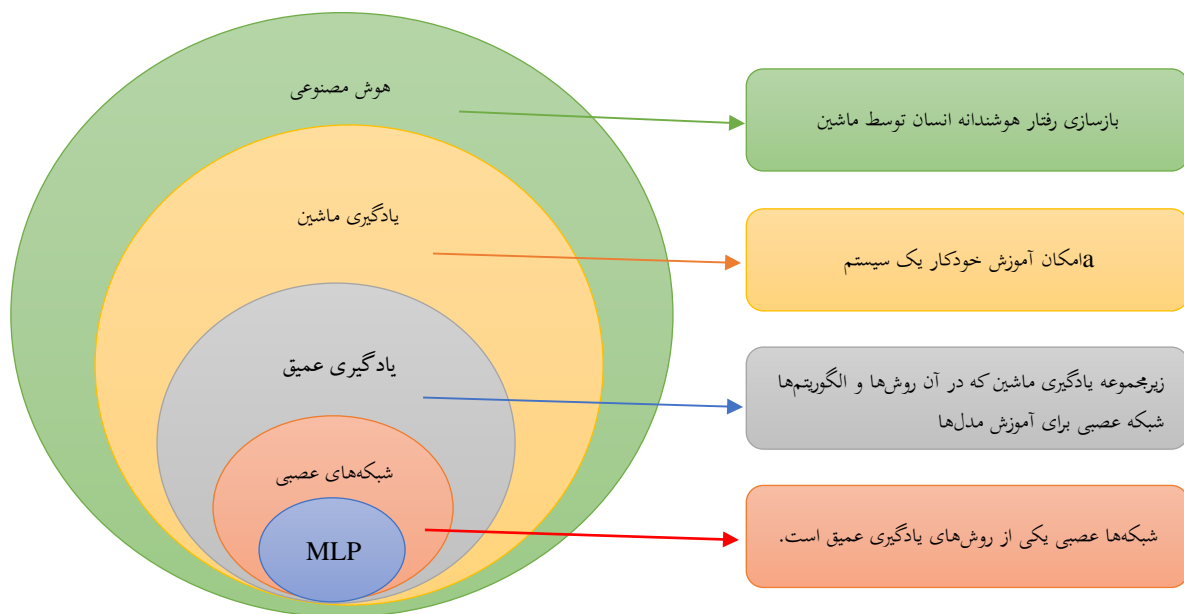 هوش مصنوعی
بازسازی رفتار هوشندانه انسان توسط ماشین
یادگیری ماشین
aامکان آموزش خودکار یک سیستم
یادگیری عمیق
زیرمجموعه یادگیری ماشین که در آن روش‌ها و الگوریتم‌ها
شبکه عصبی برای آموزش مدل‌ها
شبکه‌های عصبی
شبکه‌ها عصبی یکی از روش‌های یادگیری عمیق است.
MLP